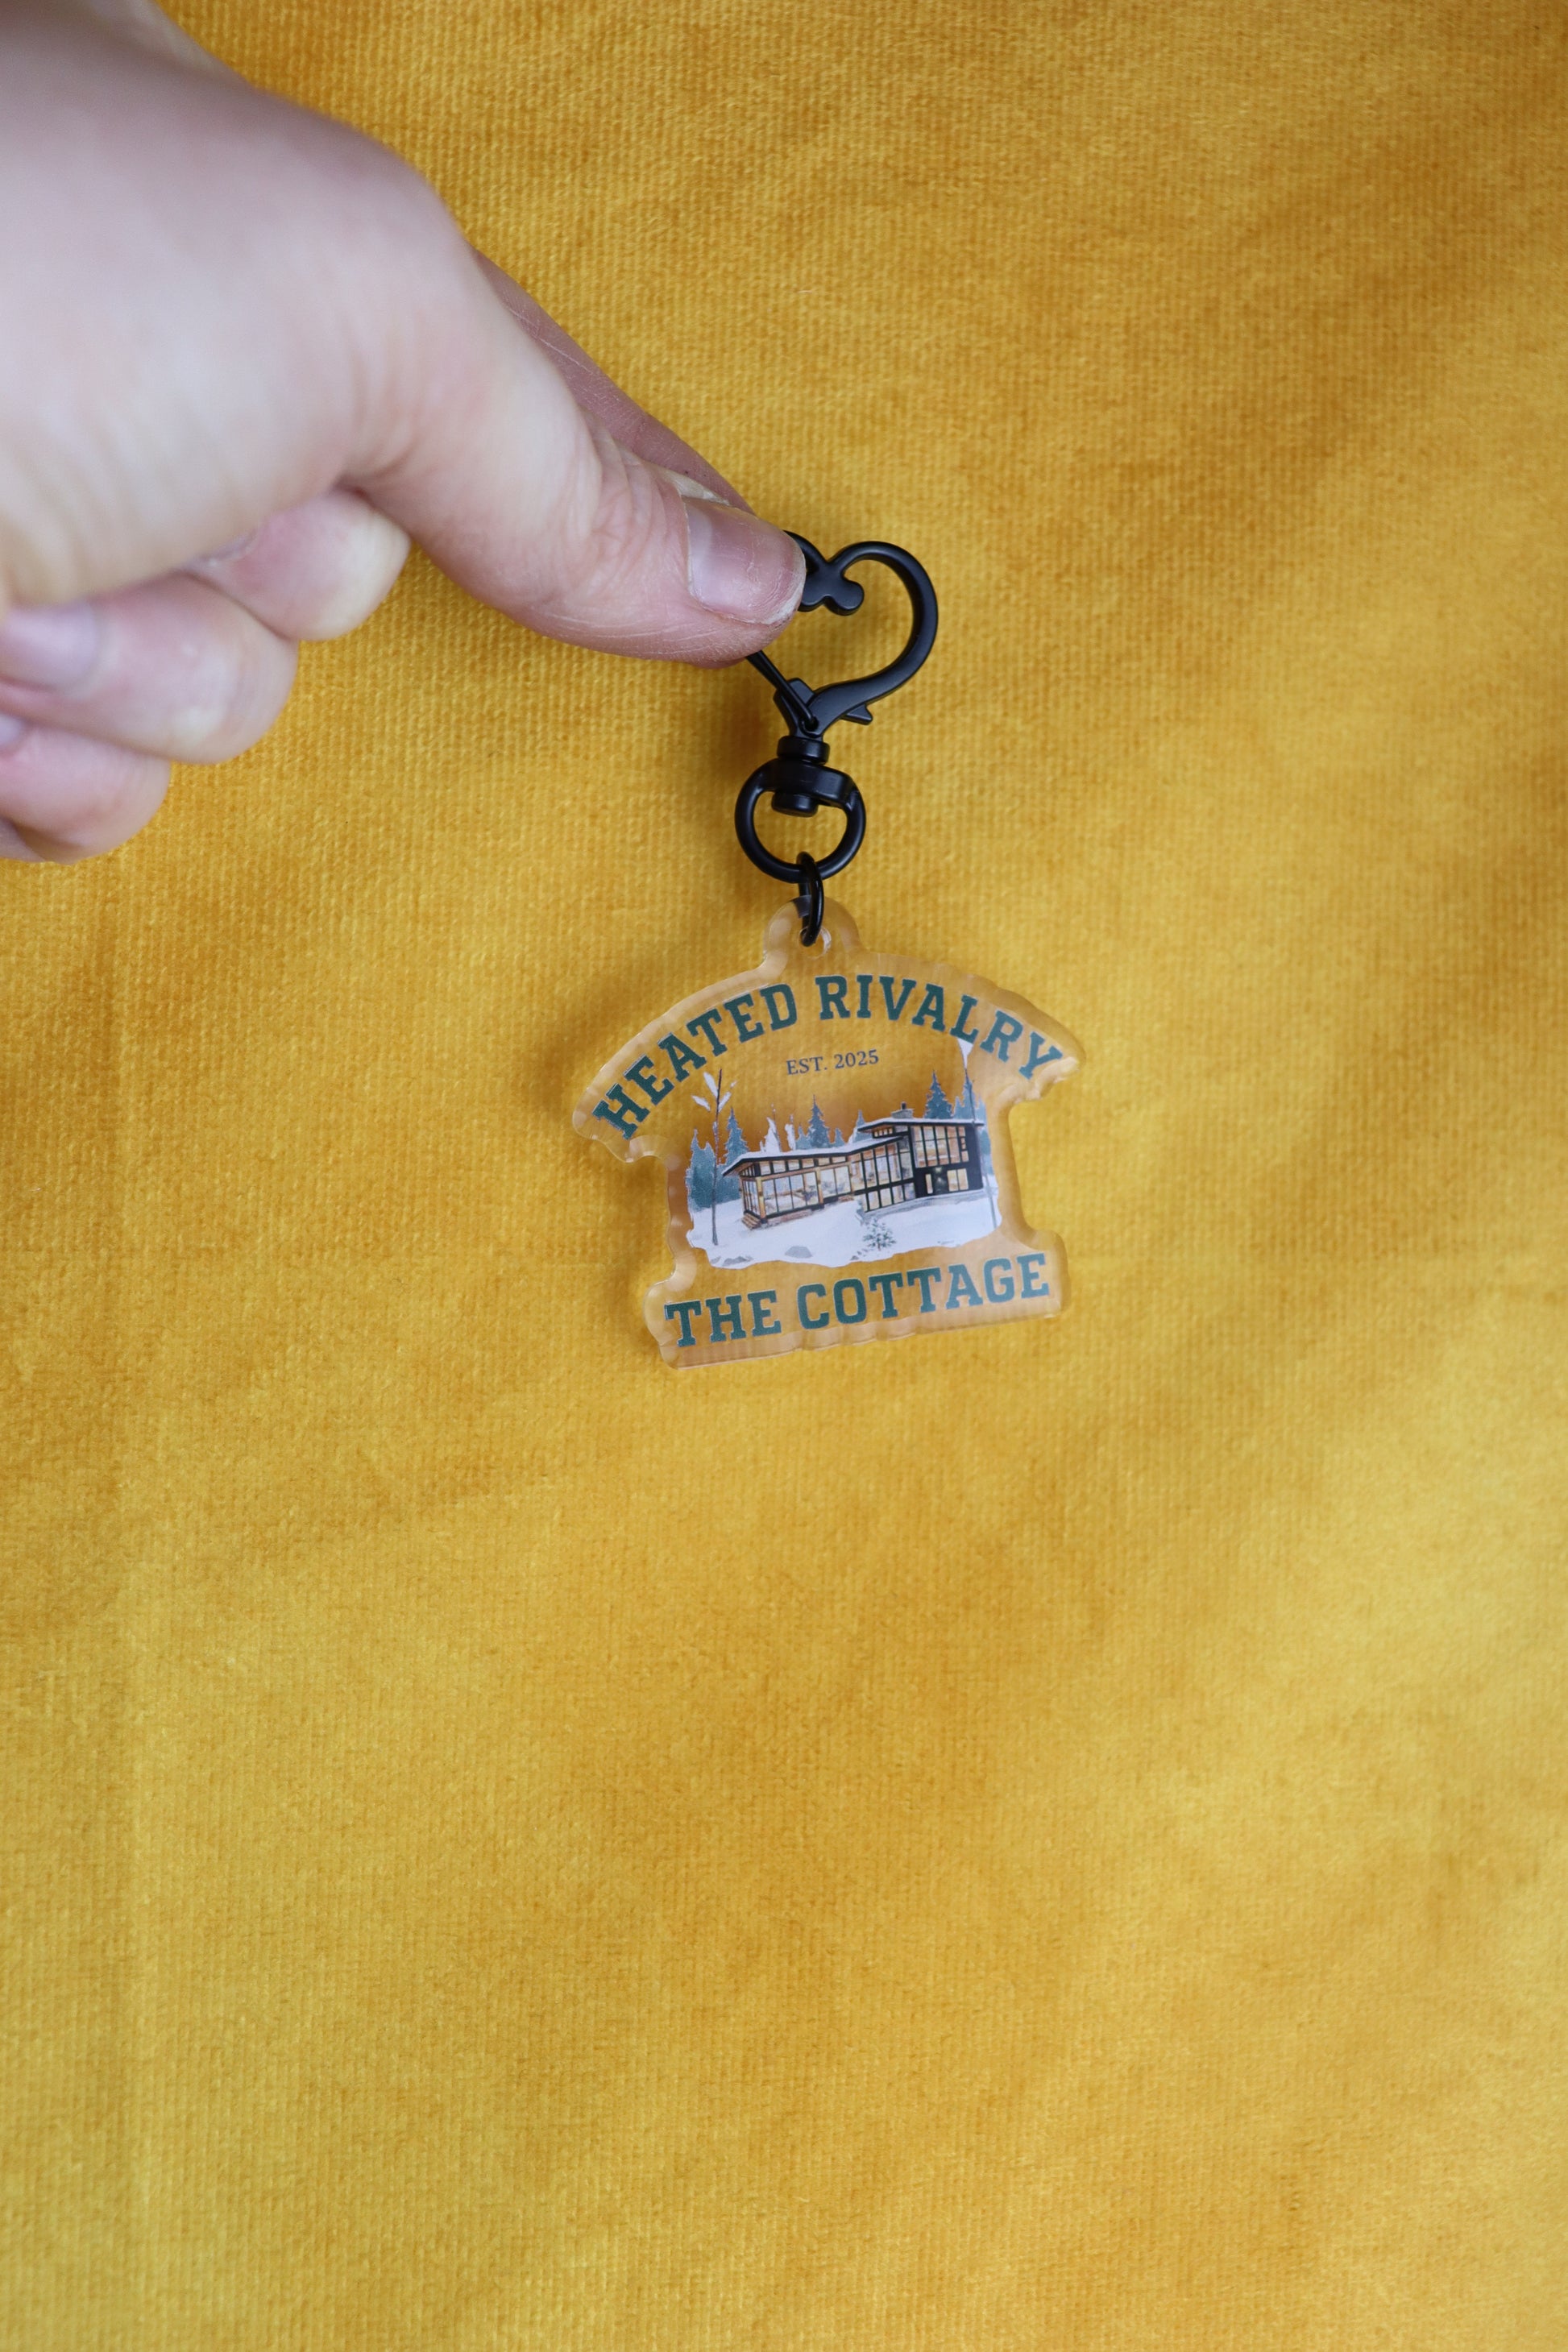 HEATED RIVALRY
EST. 2025
THE COTTAGE